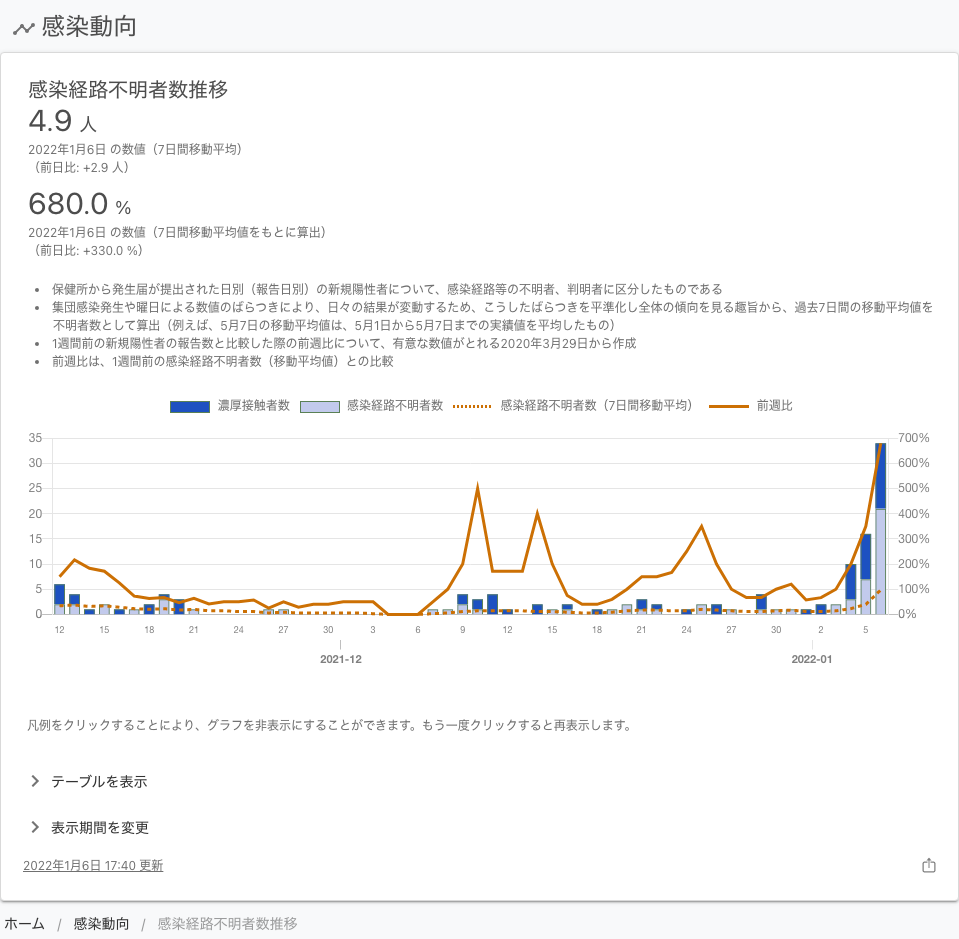 感染動向
感染経路不明者数推移
4.9 人
2022年1月6日 の数値（7日間移動平均）
（前日比: +2.9 人）
680.0 %
2022年1月6日 の数値（7日間移動平均値をもとに算出）
（前日比: +330.0 %）
• 保健所から発生届が提出された日別（報告日別）の新規陽性者について、感染経路等の不明者、判明者に区分したものである
• 集団感染発生や曜日による数値のばらつきにより、日々の結果が変動するため、こうしたばらつきを平準化し全体の傾向を見る趣旨から、過去7日間の移動平均値を
不明者数として算出（例えば、5月7日の移動平均値は、5月1日から5月7日までの実績値を平均したもの）
• 1週間前の新規陽性者の報告数と比較した際の前週比について、有意な数値がとれる2020年3月29日から作成
• 前週比は、1週間前の感染経路不明者数（移動平均値）との比較
濃厚接触者数 感染経路不明者数 感染経路不明者数（7日間移動平均） 前週比
35 700%
30 600%
25 500%
20 400%
15 300%
10 200%
5 100%
0 0%
12 15 18 21 24 27 30 3 6 9 12 15 18 21 24 27 30 2 5
2021-12 2022-01
凡例をクリックすることにより、グラフを非表示にすることができます。もう一度クリックすると再表示します。
テーブルを表示
表示期間を変更
2022年1月6日 17:40 更新
ホーム / 感染動向 / 感染経路不明者数推移